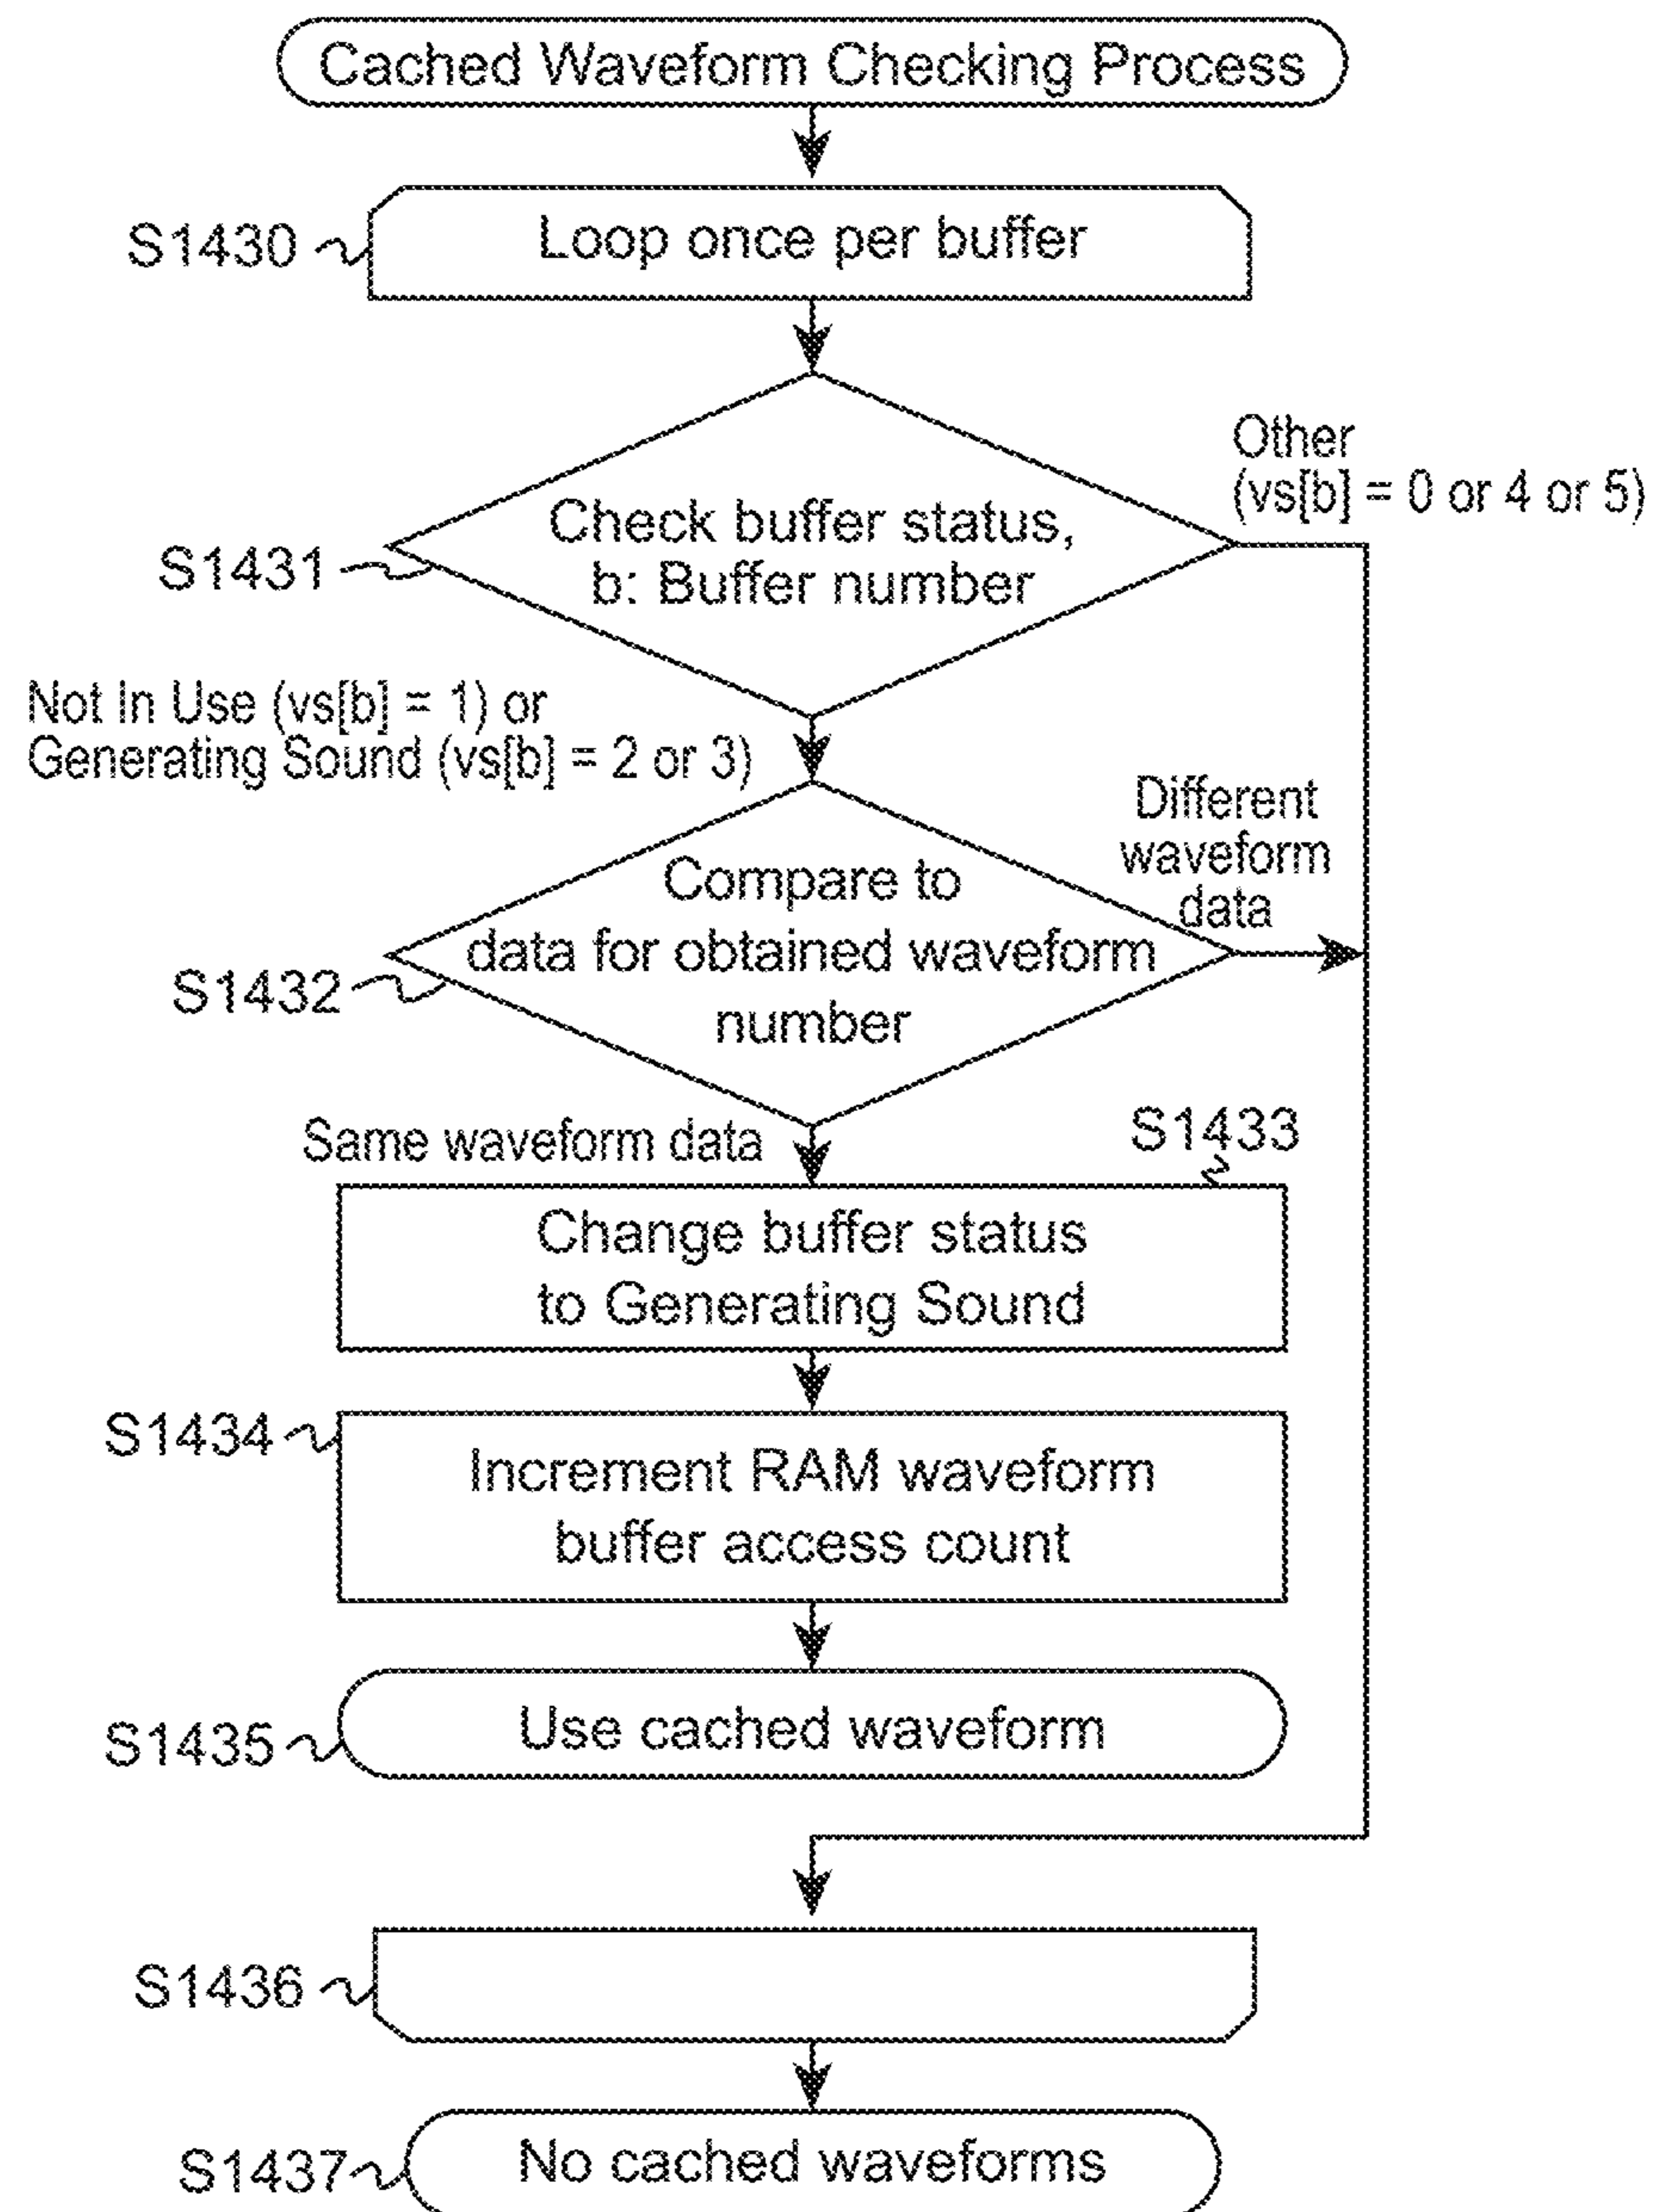 Cached Waveform Checking Process
S1430
Loop once per buffer
Other
(vs[b] = 0 or 4 or 5)
Check buffer status,
b: Buffer number
S1431
Not In Use (vs[b] = 1) or
Generating Sound (vs[b] = 2 or 3)
Different
waveform
data
Compare to
data for obtained waveform
number
S1432
Same waveform data
S1433
Change buffer status
to Generating Sound
S1434
Increment RAM waveform
buffer access count
S1435
Use cached waveform
S1436
S1437
No cached waveforms